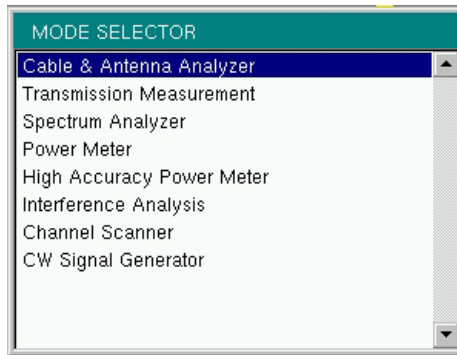 MODE SELECTOR
Cable & Antenna Analyzer
Transmission Measurement
Spectrum Analyzer
Power Meter
High Accuracy Power Meter
Interference Analysis
Channel Scanner
CW Signal Generator